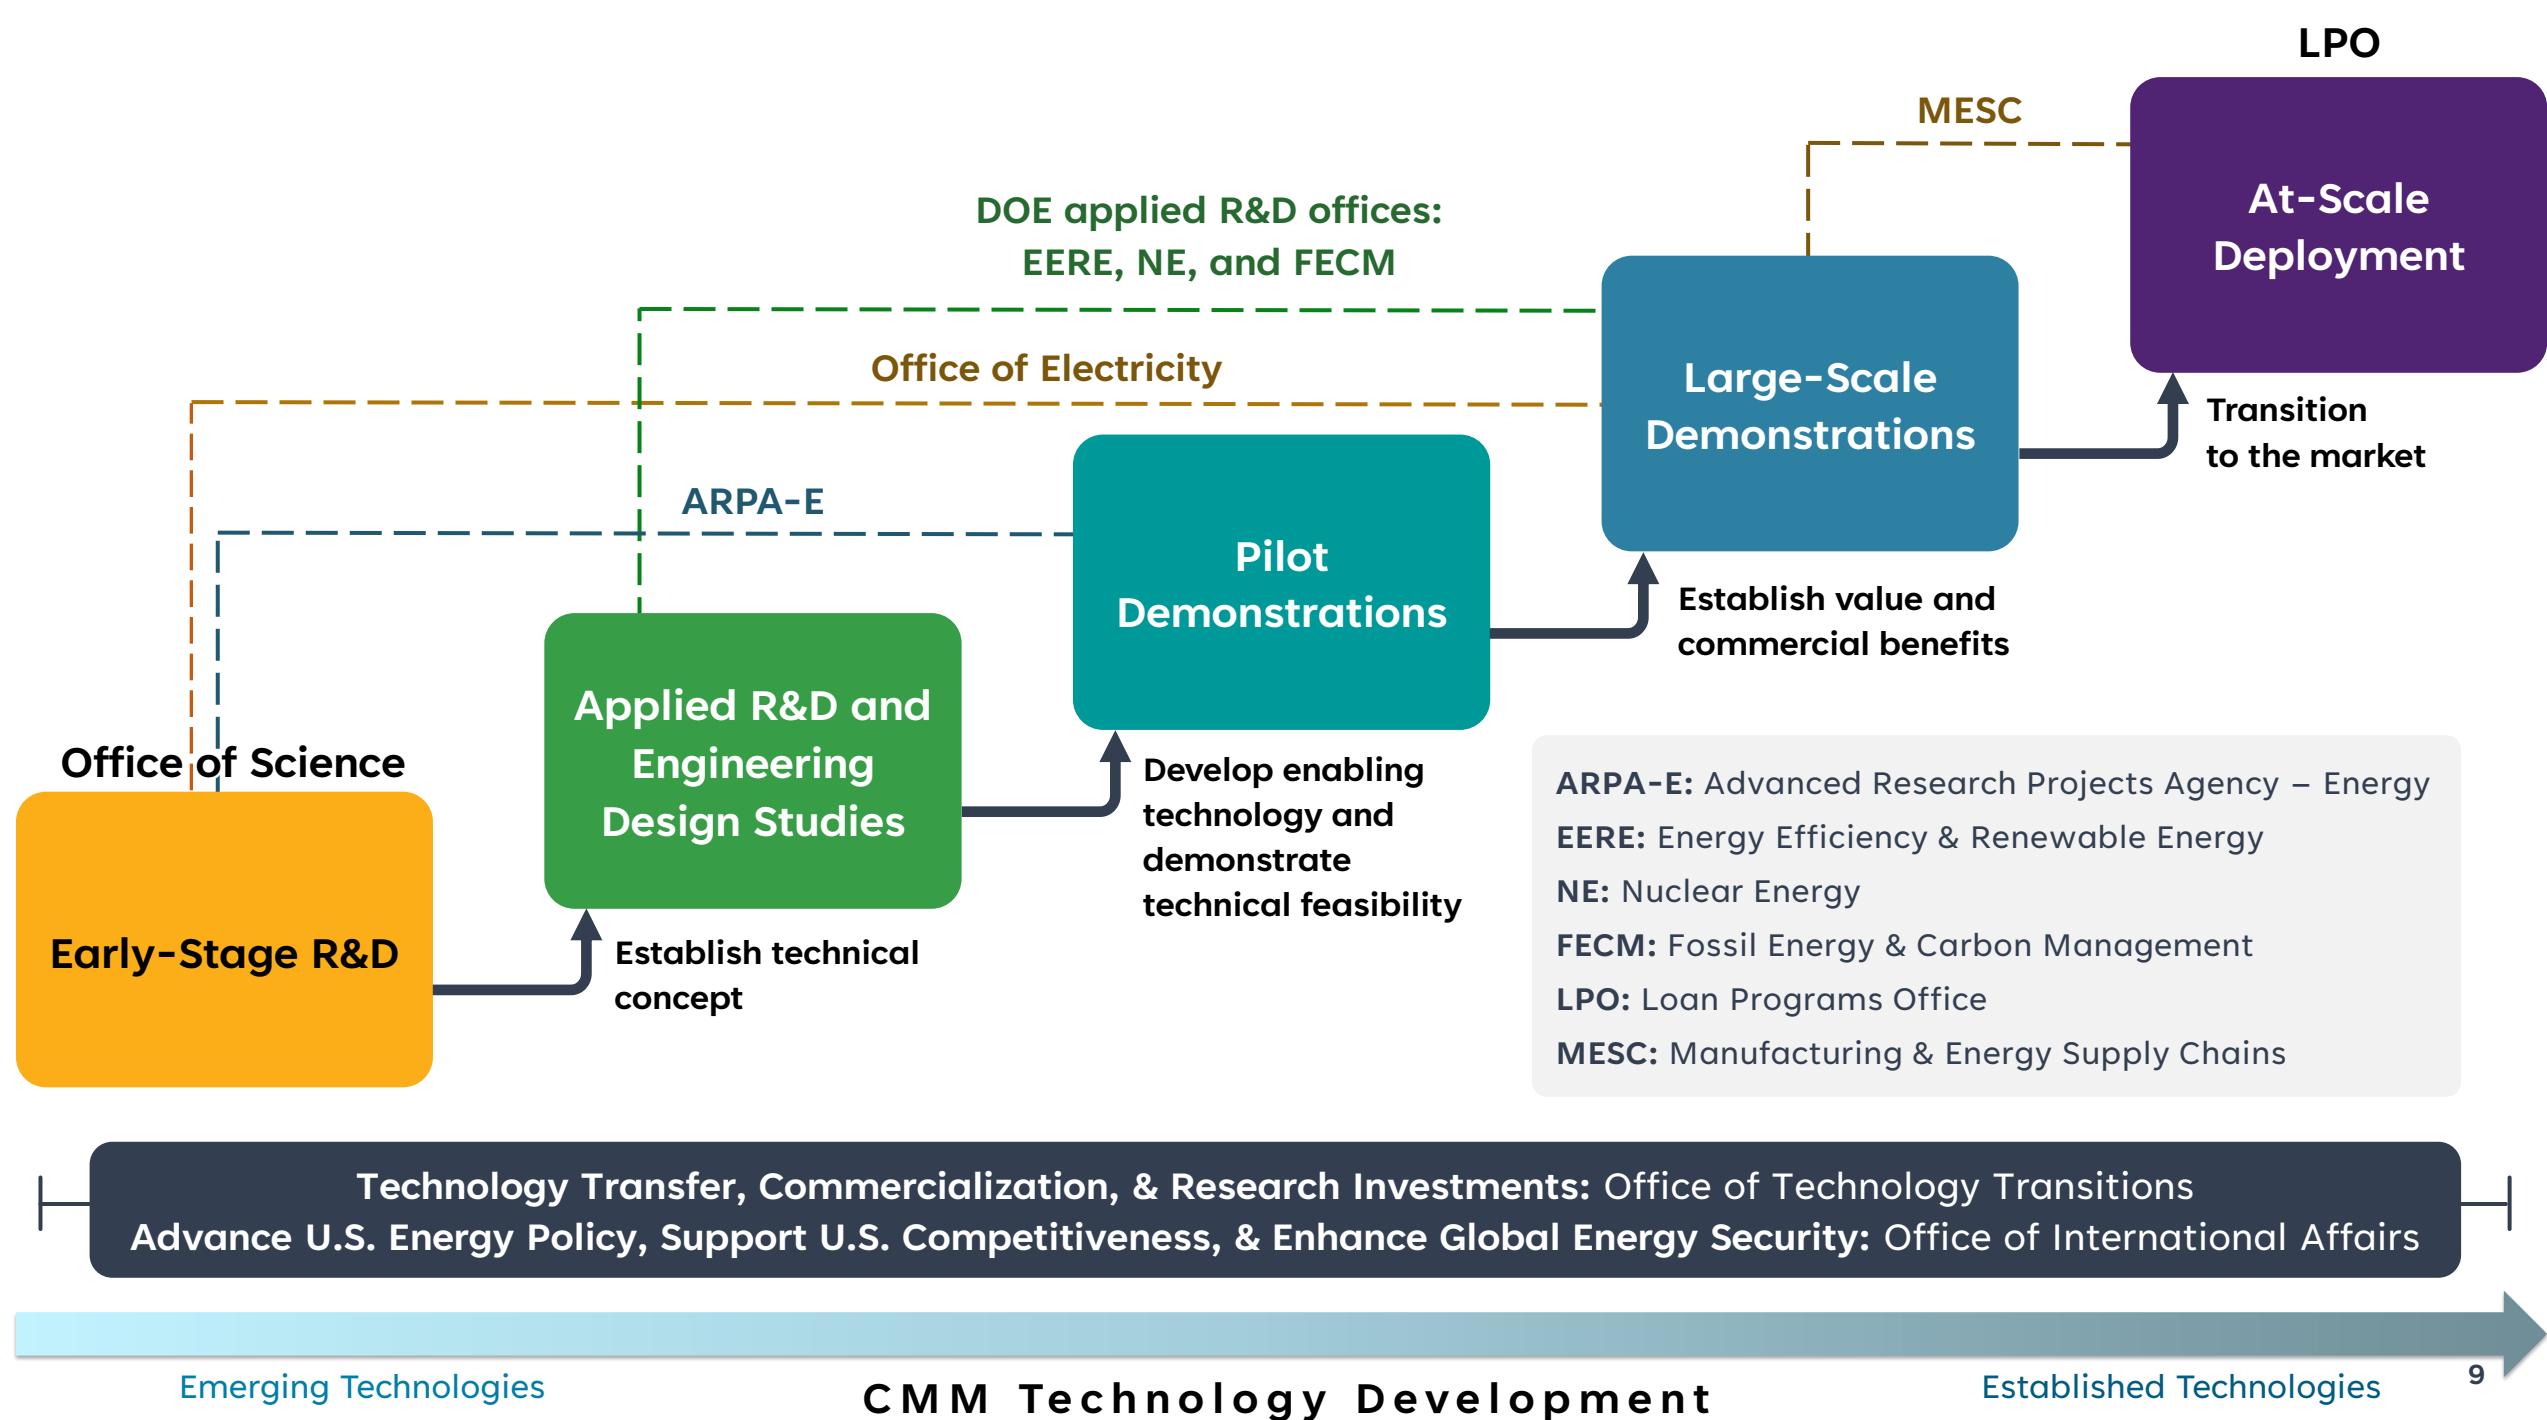 LPO
MESC
At-Scale
Deployment
DOE applied R&D offices:
EERE, NE, and FECM
Office of Electricity
Large-Scale
Demonstrations
Transition
to the market
ARPA-E
Pilot
Demonstrations
Establish value and
commercial benefits
Applied R&D and
Engineering
Design Studies
Office of Science
Develop enabling
technology and
demonstrate
technical feasibility
Early-Stage R&D
Establish technical
concept
ARPA-E: Advanced Research Projects Agency – Energy
EERE: Energy Efficiency & Renewable Energy
NE: Nuclear Energy
FECM: Fossil Energy & Carbon Management
LPO: Loan Programs Office
MESC: Manufacturing & Energy Supply Chains
Technology Transfer, Commercialization, & Research Investments: Office of Technology Transitions
Advance U.S. Energy Policy, Support U.S. Competitiveness, & Enhance Global Energy Security: Office of International Affairs
Emerging Technologies
CMM Technology Development
Established Technologies
9